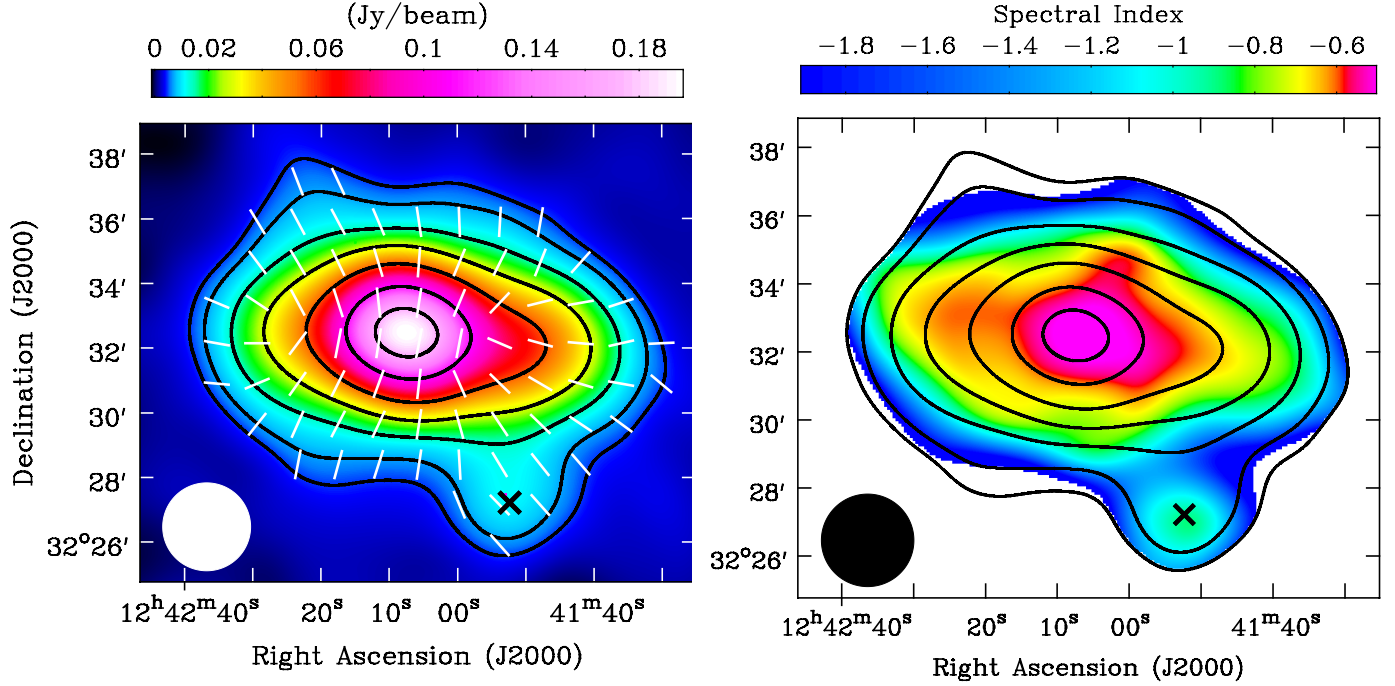 (Jy/beam)
0 0.02 0.06 0.1 0.14 0.18
38′
36′
34′
32′
30′
28′
32°26′
Declination (J2000)
12ʰ42ᵐ40ˢ 20ˢ 10ˢ 00ˢ 41ᵐ40ˢ
Right Ascension (J2000)
Spectral Index
−1.8 −1.6 −1.4 −1.2 −1 −0.8 −0.6
38′
36′
34′
32′
30′
28′
32°26′
12ʰ42ᵐ40ˢ 20ˢ 10ˢ 00ˢ 41ᵐ40ˢ
Right Ascension (J2000)